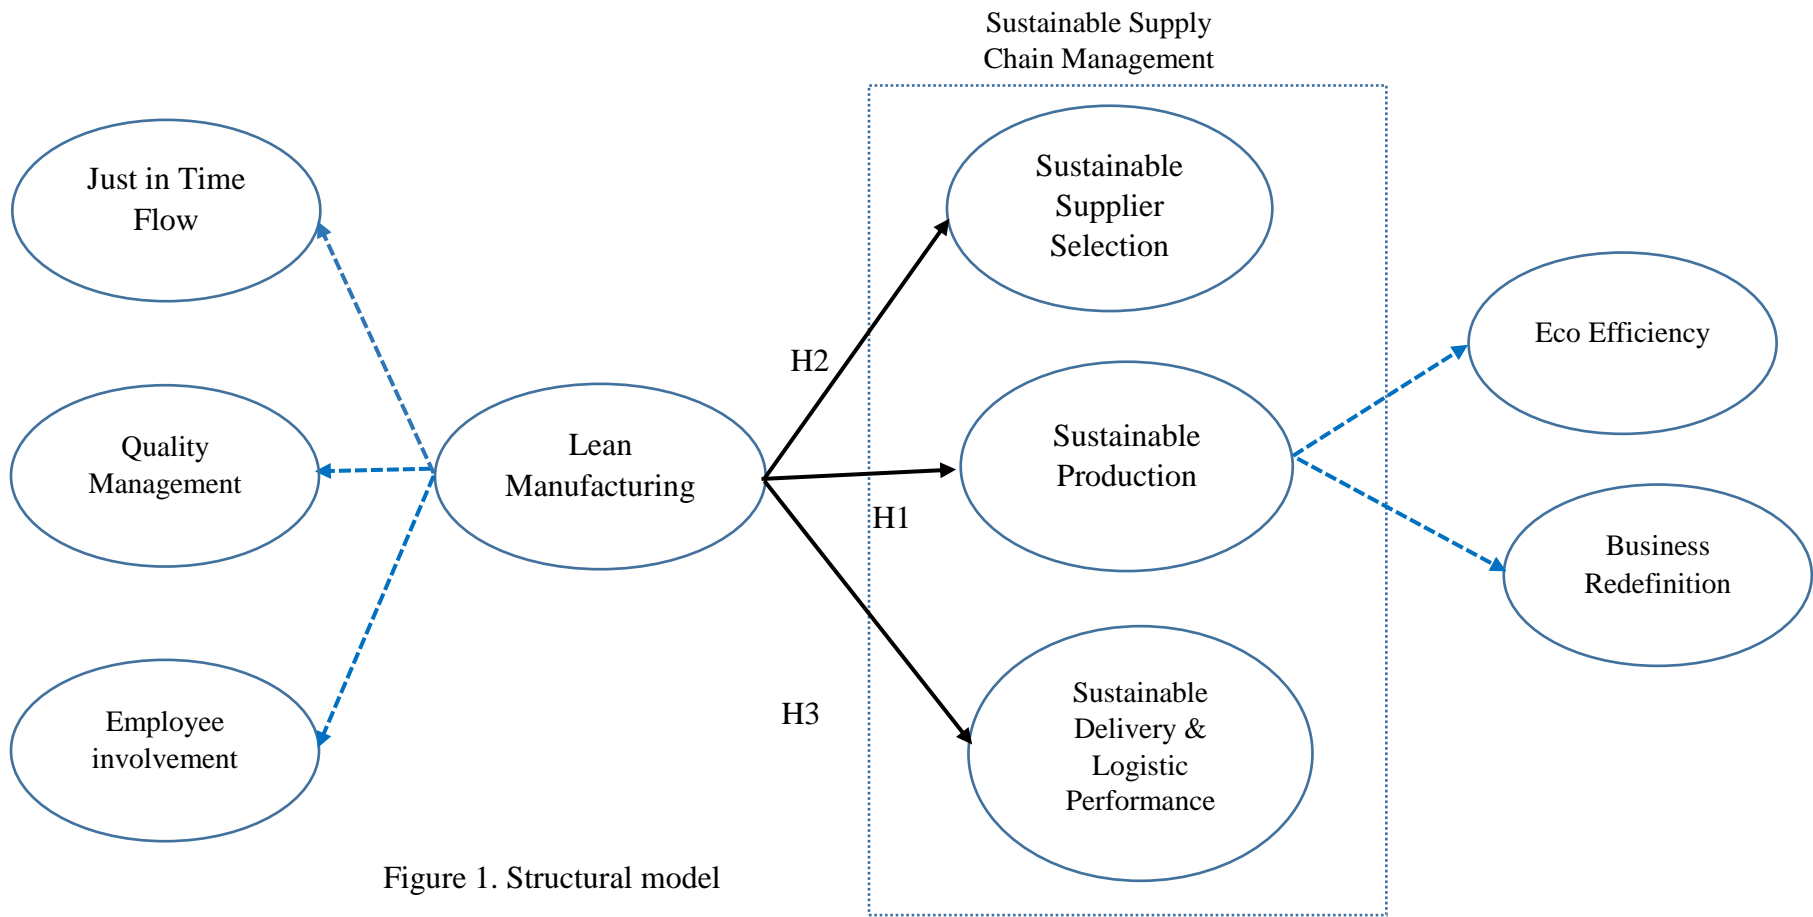 Sustainable Supply
Chain Management
Just in Time
Flow
Quality
Management
Employee
involvement
Lean
Manufacturing
H2
H1
H3
Sustainable
Supplier
Selection
Sustainable
Production
Sustainable
Delivery &
Logistic
Performance
Eco Efficiency
Business
Redefinition
Figure 1. Structural model